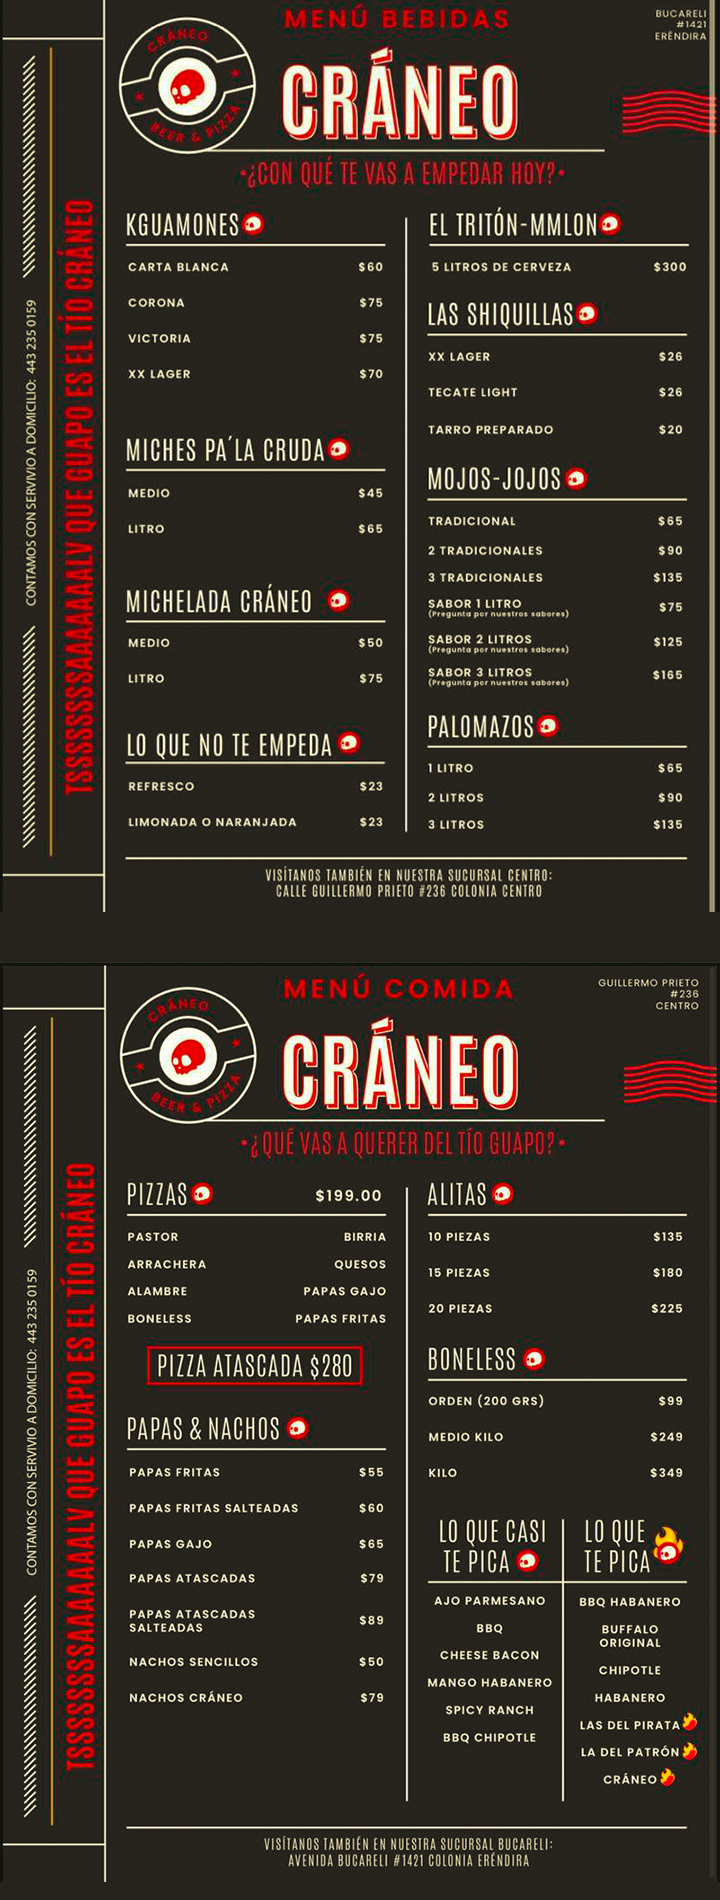 MENÚ BEBIDAS
BUCARELI
#1421
ERÉNDIRA
CRÁNEO
BEER & PIZZA
CRÁNEO
•¿CON QUÉ TE VAS A EMPEDAR HOY?•
CONTAMOS CON SERVIVIO A DOMICILIO: 443 235 0159
TSSSSSSSSAAAAAAAALV QUE GUAPO ES EL TÍO CRÁNEO
KGUAMONES
CARTA BLANCA $60
CORONA $75
VICTORIA $75
XX LAGER $70
MICHES PA´LA CRUDA
MEDIO $45
LITRO $65
MICHELADA CRÁNEO
MEDIO $50
LITRO $75
LO QUE NO TE EMPEDA
REFRESCO $23
LIMONADA O NARANJADA $23
EL TRITÓN-MMLON
5 LITROS DE CERVEZA $300
LAS SHIQUILLAS
XX LAGER $26
TECATE LIGHT $26
TARRO PREPARADO $20
MOJOS-JOJOS
TRADICIONAL $65
2 TRADICIONALES $90
3 TRADICIONALES $135
SABOR 1 LITRO $75
(Pregunta por nuestros sabores)
SABOR 2 LITROS $125
(Pregunta por nuestros sabores)
SABOR 3 LITROS $165
(Pregunta por nuestros sabores)
PALOMAZOS
1 LITRO $65
2 LITROS $90
3 LITROS $135
VISÍTANOS TAMBIÉN EN NUESTRA SUCURSAL CENTRO:
CALLE GUILLERMO PRIETO #236 COLONIA CENTRO
MENÚ COMIDA
GUILLERMO PRIETO
#236
CENTRO
CRÁNEO
BEER & PIZZA
CRÁNEO
•¿QUÉ VAS A QUERER DEL TÍO GUAPO?•
CONTAMOS CON SERVIVIO A DOMICILIO: 443 235 0159
TSSSSSSSSAAAAAAAALV QUE GUAPO ES EL TÍO CRÁNEO
PIZZAS $199.00
PASTOR BIRRIA
ARRACHERA QUESOS
ALAMBRE PAPAS GAJO
BONELESS PAPAS FRITAS
PIZZA ATASCADA $280
PAPAS & NACHOS
PAPAS FRITAS $55
PAPAS FRITAS SALTEADAS $60
PAPAS GAJO $65
PAPAS ATASCADAS $79
PAPAS ATASCADAS
SALTEADAS $89
NACHOS SENCILLOS $50
NACHOS CRÁNEO $79
ALITAS
10 PIEZAS $135
15 PIEZAS $180
20 PIEZAS $225
BONELESS
ORDEN (200 GRS) $99
MEDIO KILO $249
KILO $349
LO QUE CASI
TE PICA
AJO PARMESANO
BBQ
CHEESE BACON
MANGO HABANERO
SPICY RANCH
BBQ CHIPOTLE
LO QUE
TE PICA
BBQ HABANERO
BUFFALO
ORIGINAL
CHIPOTLE
HABANERO
LAS DEL PIRATA
LA DEL PATRÓN
CRÁNEO
VISÍTANOS TAMBIÉN EN NUESTRA SUCURSAL BUCARELI:
AVENIDA BUCARELI #1421 COLONIA ERÉNDIRA